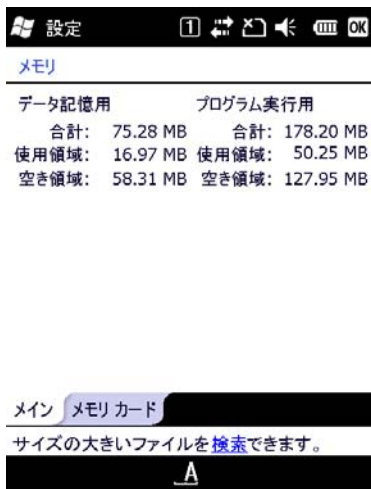 設定 1 OK
メモリ
データ記憶用 プログラム実行用
合計: 75.28 MB 合計: 178.20 MB
使用領域: 16.97 MB 使用領域: 50.25 MB
空き領域: 58.31 MB 空き領域: 127.95 MB
メイン メモリ カード
サイズの大きいファイルを検索できます。
A